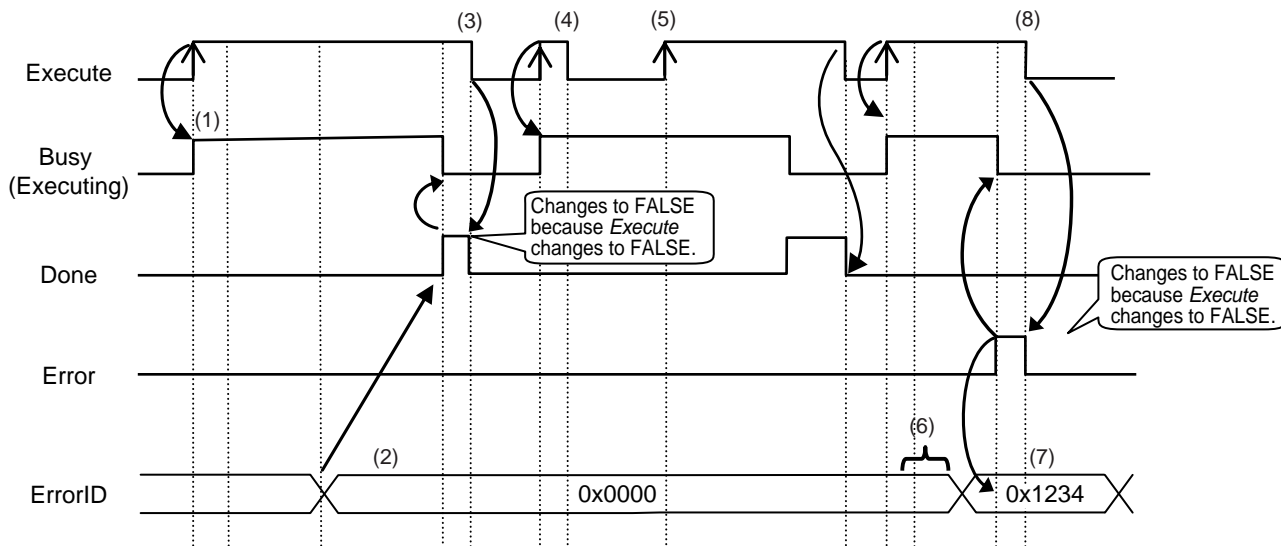 (3)
(4)
(5)
(8)
Execute
(1)
Busy
(Executing)
Changes to FALSE
because Execute
changes to FALSE.
Done
Changes to FALSE
because Execute
changes to FALSE.
Error
(6)
(2)
(7)
ErrorID
0x0000
0x1234